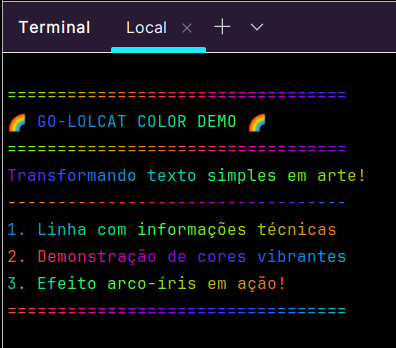 Terminal Local × + 
==================================
🌈 GO-LOLCAT COLOR DEMO 🌈
==================================
Transformando texto simples em arte!
----------------------------------
1. Linha com informações técnicas
2. Demonstração de cores vibrantes
3. Efeito arco-íris em ação!
==================================